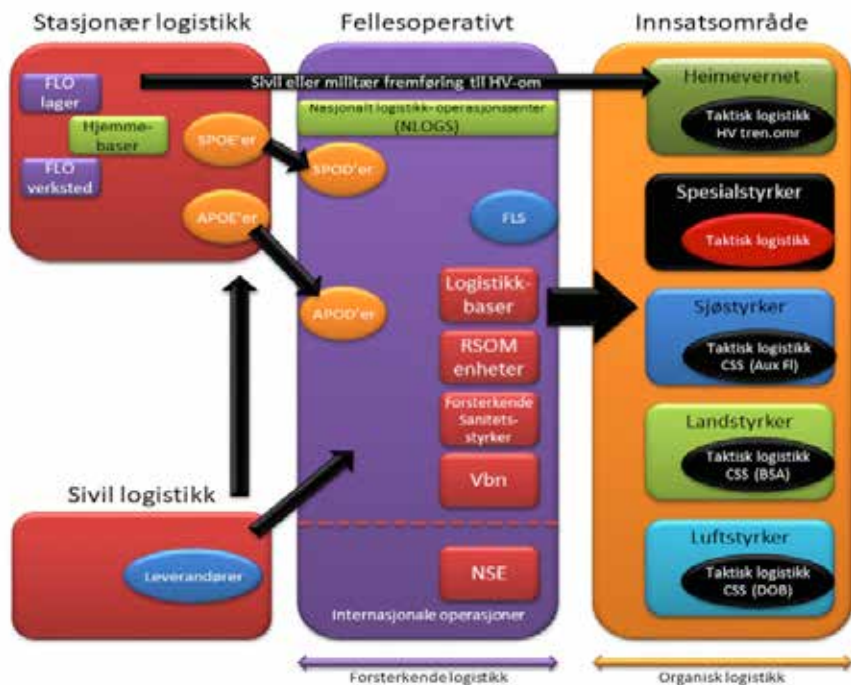 Stasjonær logistikk
Fellesoperativt
Innsatsområde
FLO
lager
Hjemme-
baser
FLO
verksted
SPOE'er
APOE'er
Sivil eller militær fremføring til HV-om
Nasjonalt logistikk-operasjonssenter
(NLOGS)
SPOD'er
FLS
APOD'er
Logistikk-
baser
RSOM
enheter
Forsterkende
Sanitets-
styrker
Vbn
NSE
Internasjonale operasjoner
Heimevernet
Taktisk logistikk
HV tren.omr
Spesialstyrker
Taktisk logistikk
Sjøstyrker
Taktisk logistikk
CSS (Aux Fl)
Landstyrker
Taktisk logistikk
CSS (BSA)
Luftstyrker
Taktisk logistikk
CSS (DOB)
Sivil logistikk
Leverandører
Forsterkende logistikk
Organisk logistikk